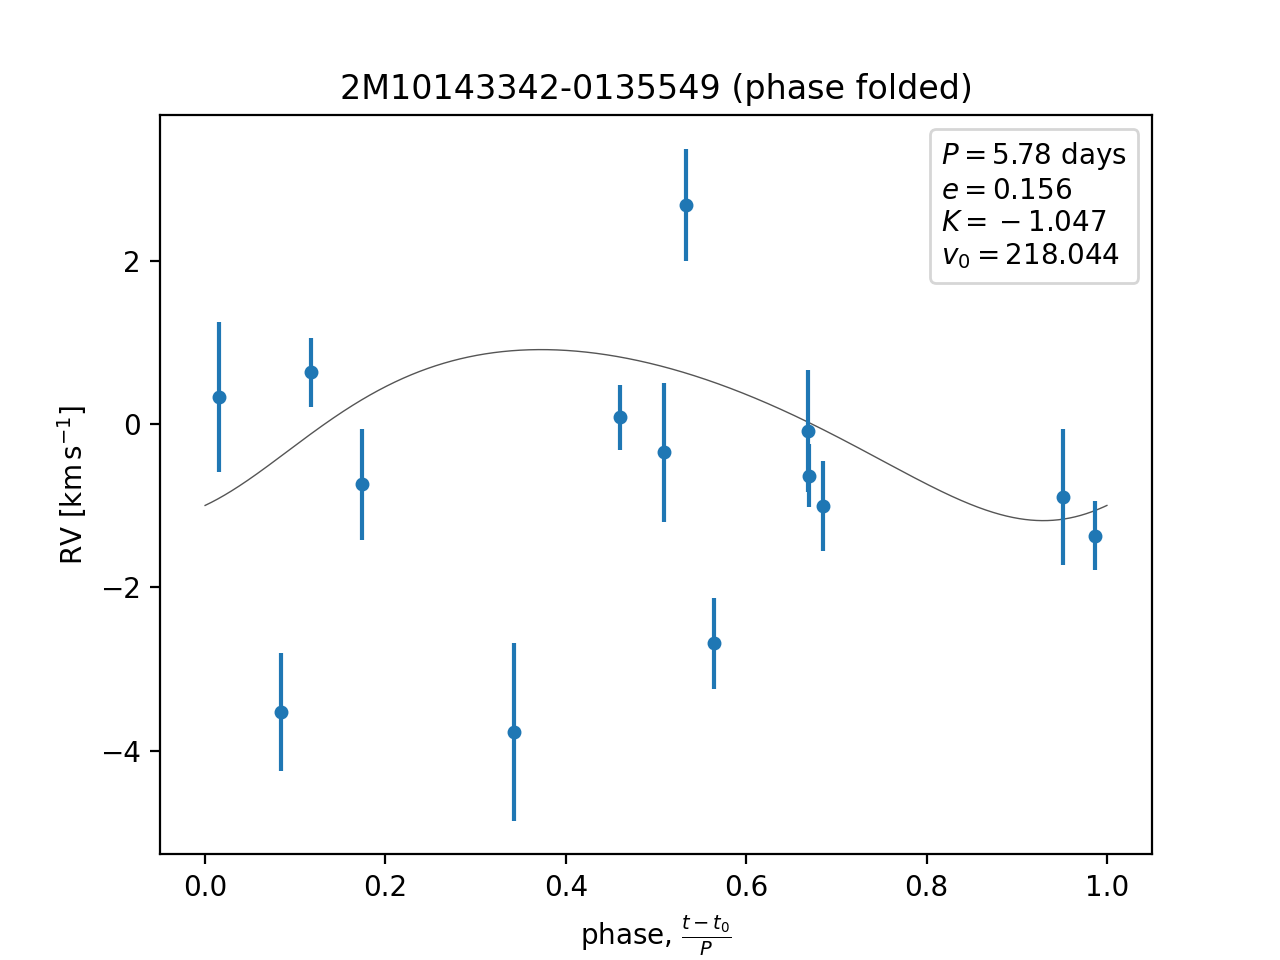 2M10143342-0135549 (phase folded)
P = 5.78 days
e = 0.156
K = −1.047
v₀ = 218.044
RV [km s⁻¹]
2
0
−2
−4
0.0 0.2 0.4 0.6 0.8 1.0
phase, (t − t₀)/P